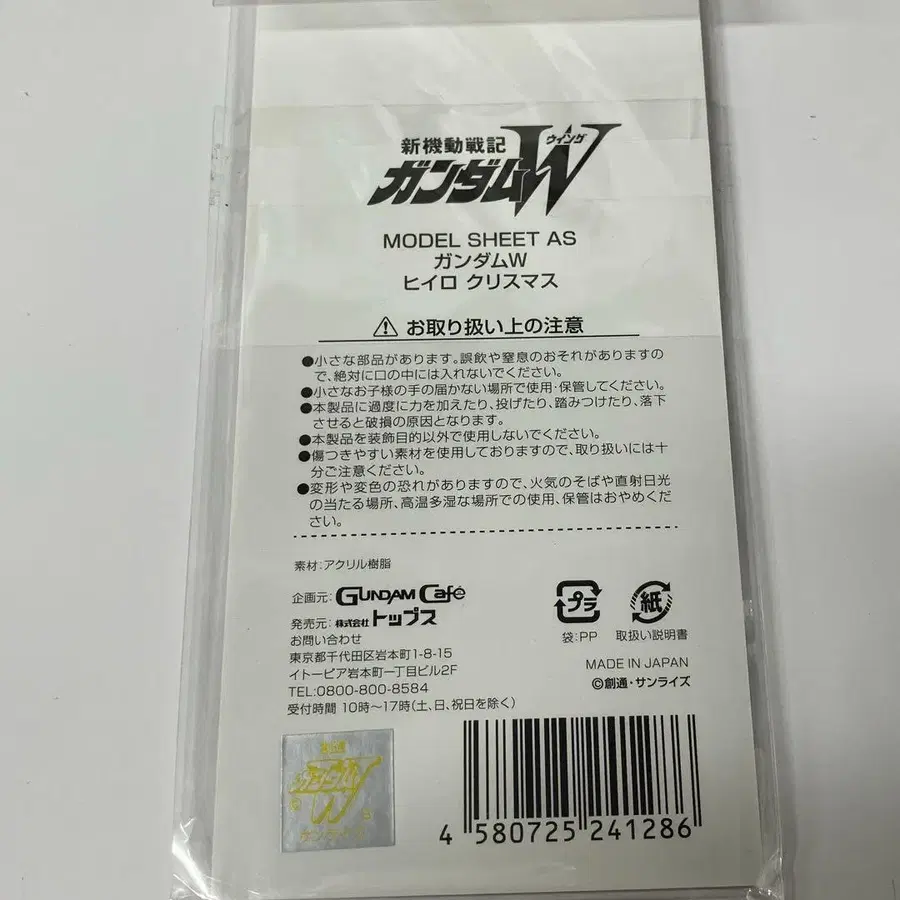 新機動戦記
ガンダムW
ウイング
MODEL SHEET AS
ガンダムW
ヒイロ クリスマス
お取り扱い上の注意
●小さな部品があります。誤飲や窒息のおそれがありますの
で、絶対に口の中には入れないでください。
●小さなお子様の手の届かない場所で使用・保管してください。
●本製品に過度に力を加えたり、投げたり、踏みつけたり、落下
させると破損の原因となります。
●本製品を装飾目的以外で使用しないでください。
●傷つきやすい素材を使用しておりますので、取り扱いには十
分ご注意ください。
●変形や変色の恐れがありますので、火気のそばや直射日光
の当たる場所、高温多湿な場所での使用、保管はおやめくだ
さい。
素材:アクリル樹脂
企画元: GUNDAM Café
発売元: 株式会社トップス
お問い合わせ
東京都千代田区岩本町1-8-15
イトーピア岩本町一丁目ビル2F
TEL:0800-800-8584
受付時間 10時～17時(土、日、祝日を除く)
プラ
袋:PP
紙
取扱い説明書
MADE IN JAPAN
©創通・サンライズ
ガンダムW
サンライズ
4 580725 241286